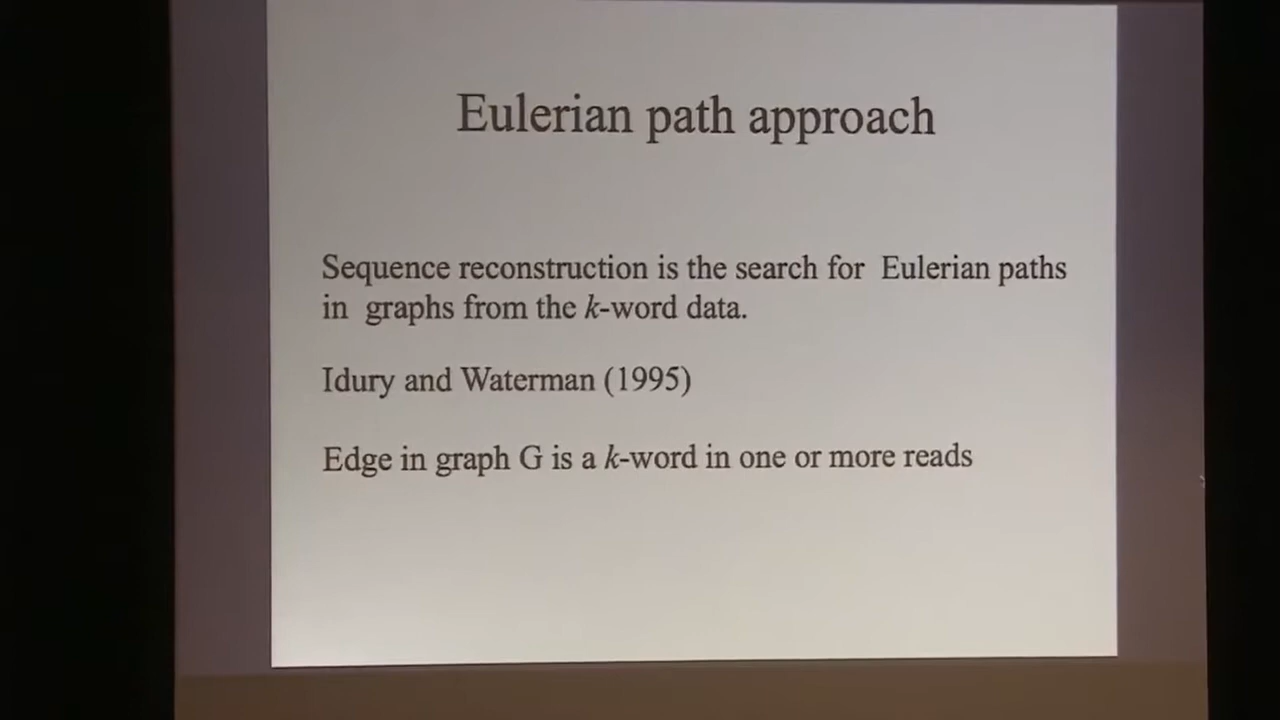 Eulerian path approach
Sequence reconstruction is the search for Eulerian paths
in graphs from the k-word data.
Idury and Waterman (1995)
Edge in graph G is a k-word in one or more reads